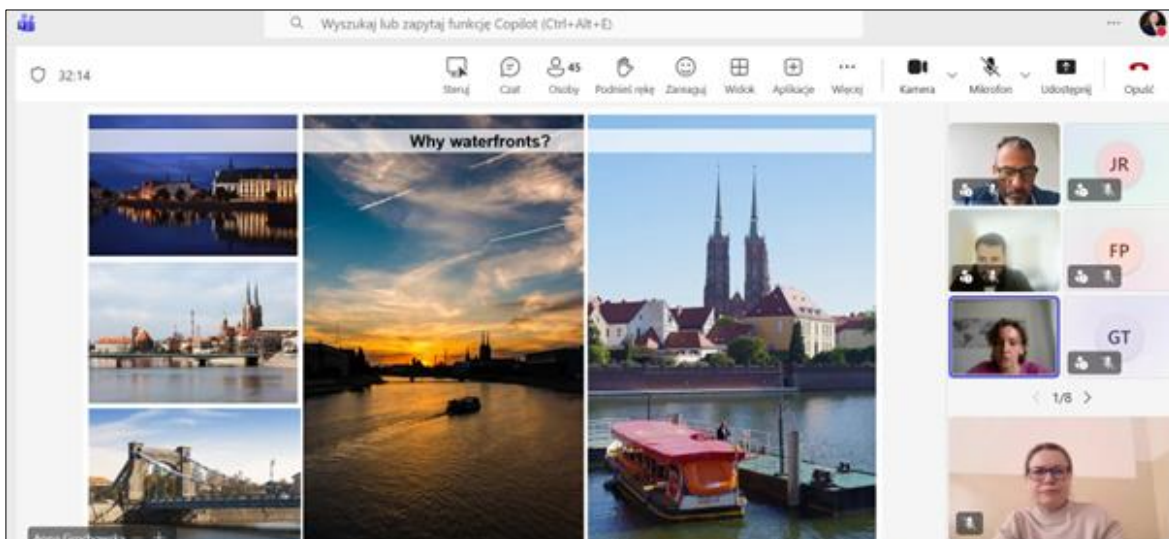 Wyszukaj lub zapytaj funkcję Copilot (Ctrl+Alt+E)
32:14
45
Steruj Czat Osoby Podnieś rękę Zareaguj Widok Aplikacje Więcej Kamera Mikrofon Udostępnij Opuść
Why waterfronts?
JR
FP
GT
1/8